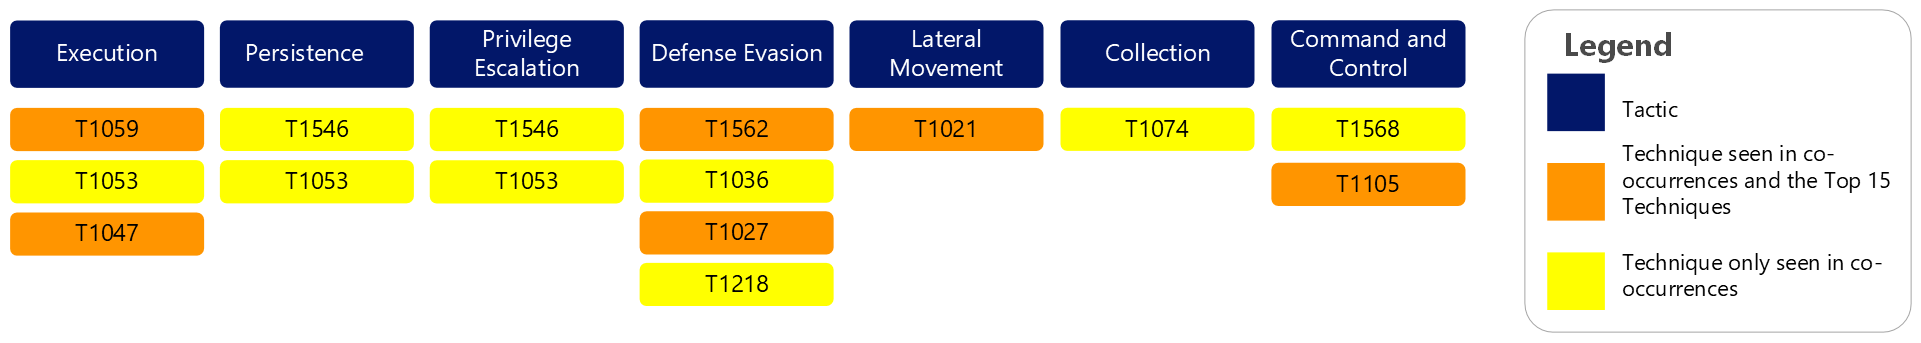 Execution
Persistence
Privilege
Escalation
Defense Evasion
Lateral
Movement
Collection
Command and
Control
T1059
T1546
T1546
T1562
T1021
T1074
T1568
T1053
T1053
T1053
T1036
T1105
T1047
T1027
T1218
Legend
Tactic
Technique seen in co-
occurrences and the Top 15
Techniques
Technique only seen in co-
occurrences